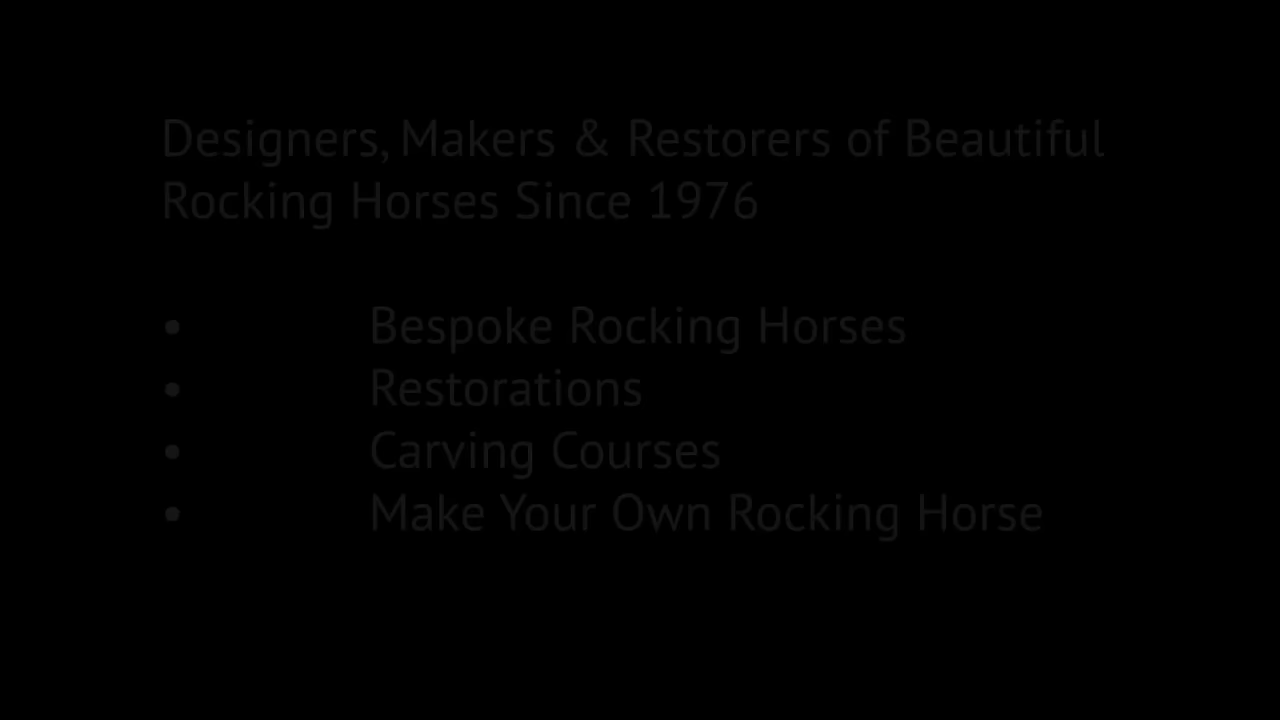 Designers, Makers & Restorers of Beautiful
Rocking Horses Since 1976
• Bespoke Rocking Horses
• Restorations
• Carving Courses
• Make Your Own Rocking Horse